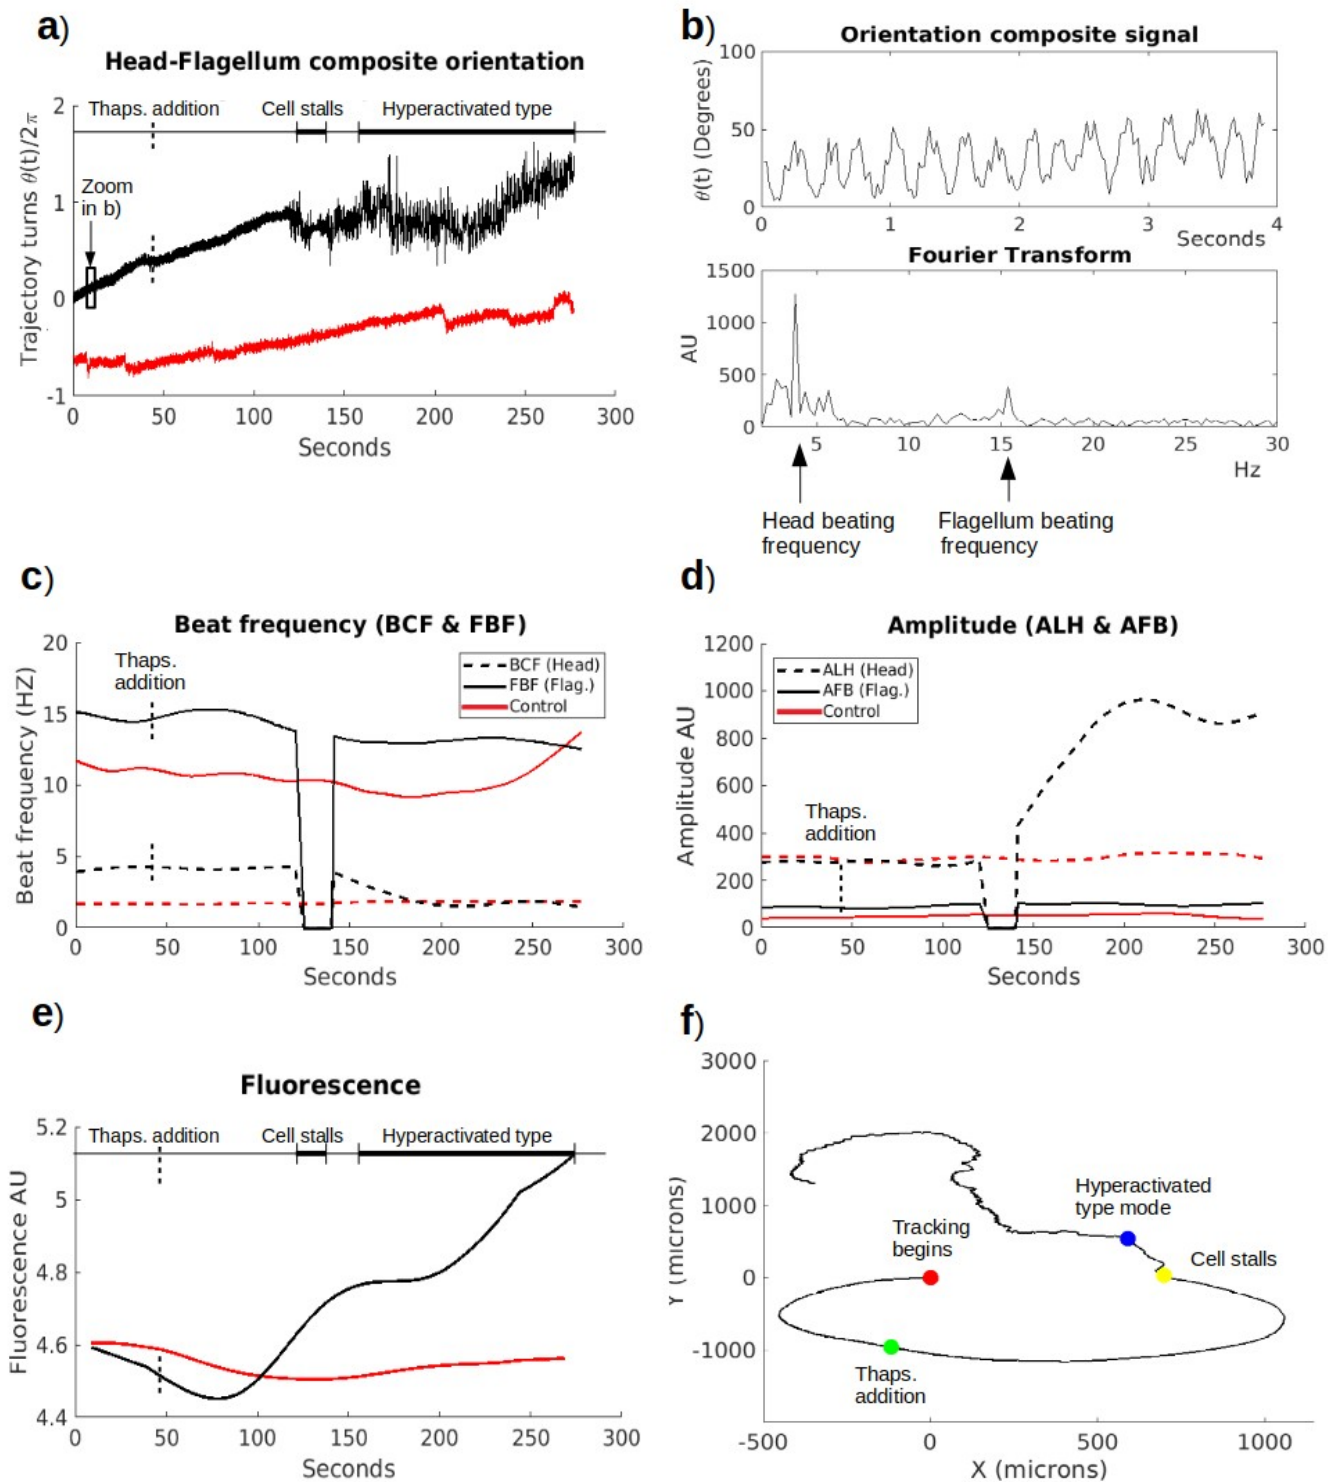 a)
Head-Flagellum composite orientation
Thaps. addition Cell stalls Hyperactivated type
Zoom
in b)
Trajectory turns θ(t)/2π
2
1
0
-1
0 50 100 150 200 250 300
Seconds
b)
Orientation composite signal
θ(t) (Degrees)
100
50
0
0 1 2 3 4
Seconds
Fourier Transform
AU
1500
1000
500
0
5 10 15 20 25 30
Hz
Head beating
frequency
Flagellum beating
frequency
c)
Beat frequency (BCF & FBF)
Thaps.
addition
BCF (Head)
FBF (Flag.)
Control
Beat frequency (HZ)
20
15
10
5
0
0 50 100 150 200 250 300
Seconds
d)
Amplitude (ALH & AFB)
ALH (Head)
AFB (Flag.)
Control
Thaps.
addition
Amplitude AU
1200
1000
800
600
400
200
0
0 50 100 150 200 250 300
Seconds
e)
Fluorescence
Thaps. addition Cell stalls Hyperactivated type
Fluorescence AU
5.2
5
4.8
4.6
4.4
0 50 100 150 200 250 300
Seconds
f)
Y (microns)
3000
2000
1000
0
-1000
Hyperactivated
type mode
Tracking
begins
Cell stalls
Thaps.
addition
-500 0 500 1000
X (microns)